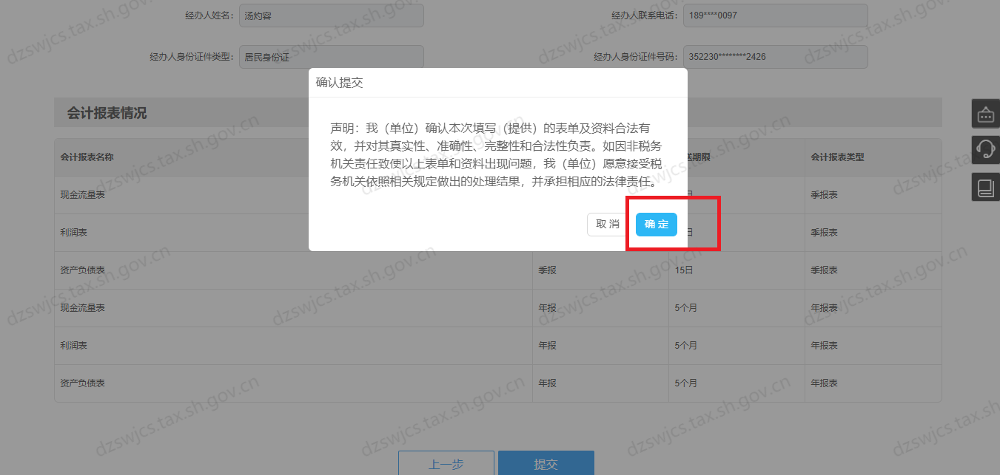 经办人姓名： 汤灼容 经办人联系电话： 189****0097
经办人身份证件类型： 居民身份证 经办人身份证件号码： 352230********2426
确认提交
声明：我（单位）确认本次填写（提供）的表单及资料合法有
效，并对其真实性、准确性、完整性和合法性负责。如因非税务
机关责任致使以上表单和资料出现问题，我（单位）愿意接受税
务机关依照相关规定做出的处理结果，并承担相应的法律责任。
取消 确定
会计报表情况
会计报表名称 送期限 会计报表类型
现金流量表 日 季报表
利润表 日 季报表
资产负债表 季报 15日 季报表
现金流量表 年报 5个月 年报表
利润表 年报 5个月 年报表
资产负债表 年报 5个月 年报表
上一步 提交
dzswjcs.tax.sh.gov.cn